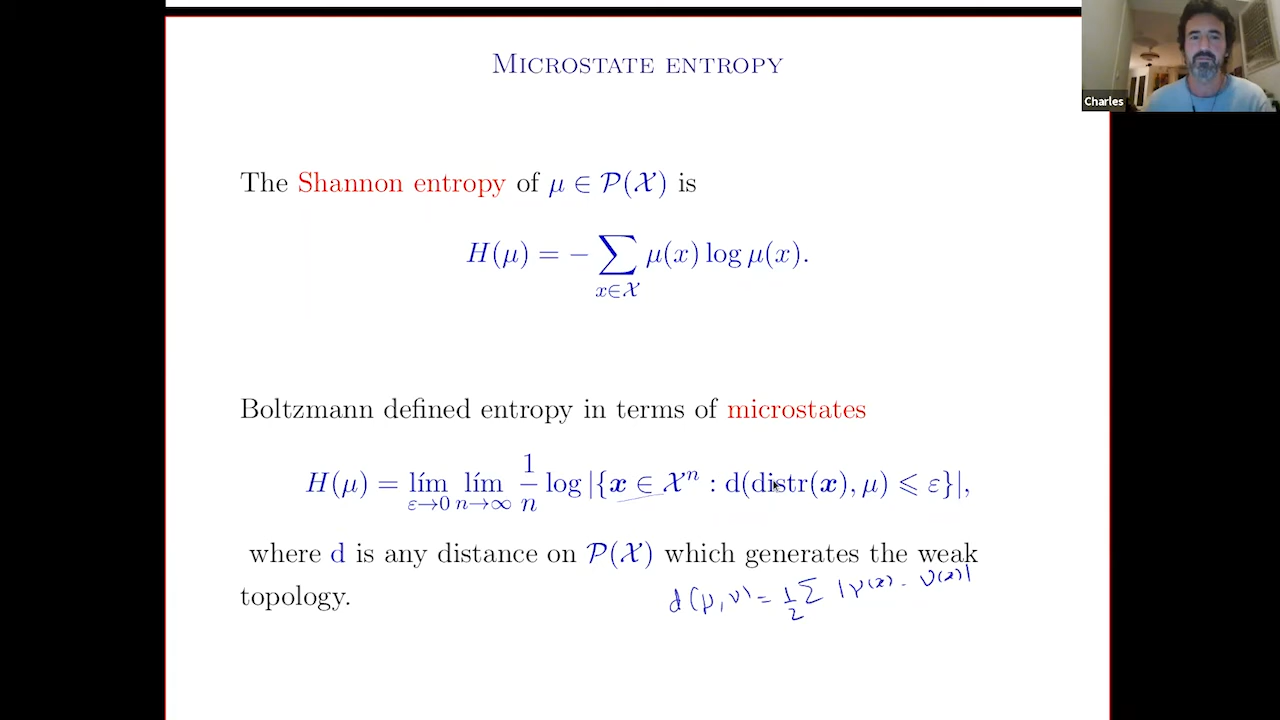 MICROSTATE ENTROPY
Charles
The Shannon entropy of μ ∈ 𝒫(𝒳) is
H(μ) = − ∑_{x∈𝒳} μ(x) log μ(x).
Boltzmann defined entropy in terms of microstates
H(μ) = lím_{ε→0} lím_{n→∞} 1/n log |{𝒙 ∈ 𝒳ⁿ : d(distr(𝒙), μ) ⩽ ε}|,
where d is any distance on 𝒫(𝒳) which generates the weak
topology.
d(μ, ν) = 1/2 ∑ |μ(x) - ν(x)|